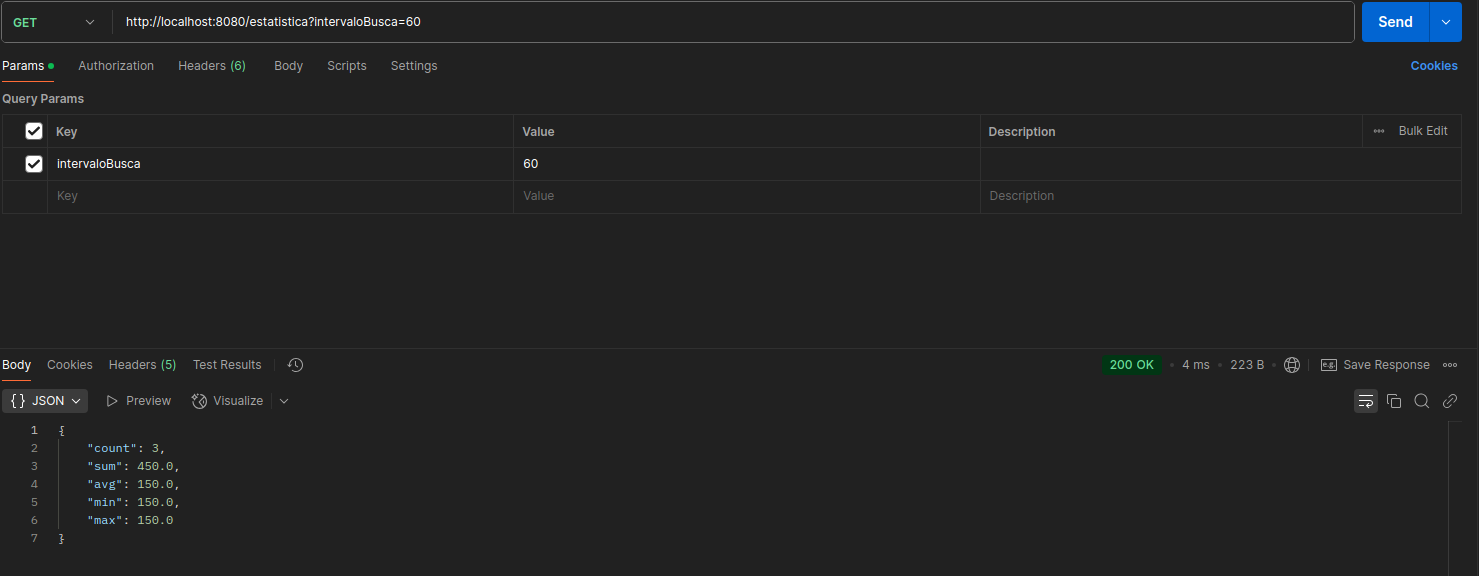 GET http://localhost:8080/estatistica?intervaloBusca=60 Send
Params Authorization Headers (6) Body Scripts Settings Cookies
Query Params
Key Value Description Bulk Edit
intervaloBusca 60
Key Value Description
Body Cookies Headers (5) Test Results 200 OK 4 ms 223 B e.g. Save Response
{} JSON Preview Visualize
1 {
2 "count": 3,
3 "sum": 450.0,
4 "avg": 150.0,
5 "min": 150.0,
6 "max": 150.0
7 }